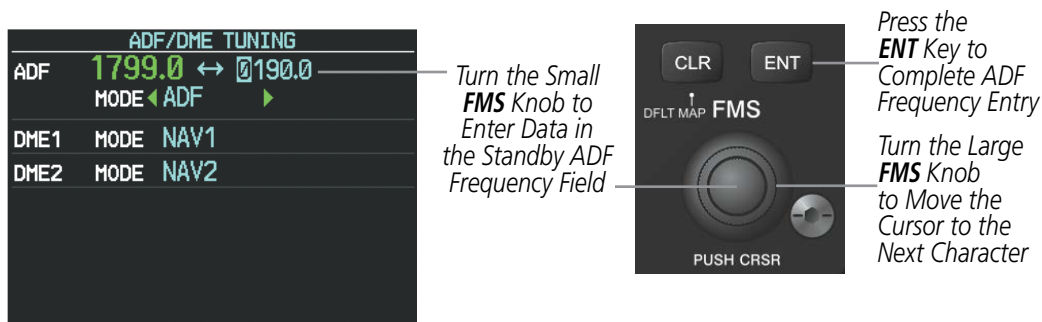 ADF/DME TUNING
ADF 1799.0 ↔ 0190.0
MODE ADF
DME1 MODE NAV1
DME2 MODE NAV2
Turn the Small
FMS Knob to
Enter Data in
the Standby ADF
Frequency Field
CLR ENT
DFLT MAP FMS
PUSH CRSR
Press the
ENT Key to
Complete ADF
Frequency Entry
Turn the Large
FMS Knob
to Move the
Cursor to the
Next Character